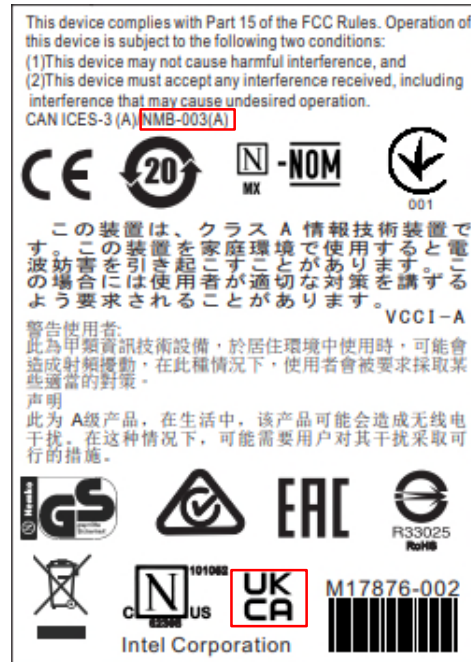 This device complies with Part 15 of the FCC Rules. Operation of
this device is subject to the following two conditions:
(1)This device may not cause harmful interference, and
(2)This device must accept any interference received, including
interference that may cause undesired operation.
CAN ICES-3 (A)/NMB-003(A)
CE 20 N MX -NOM 001
この装置は、クラス A 情報技術装置で
す。この装置を家庭環境で使用すると電
波妨害を引き起こすことがあります。こ
の場合には使用者が適切な対策を講ずる
よう要求されることがあります。
VCCI-A
警告使用者:
此為甲類資訊技術設備，於居住環境中使用時，可能會
造成射頻擾動，在此種情況下，使用者會被要求採取某
些適當的對策。
声明
此为 A级产品，在生活中，该产品可能会造成无线电
干扰。在这种情况下，可能需要用户对其干扰采取可
行的措施。
N Hemko GS geprüfte Sicherheit EAC R33025
RoHS
101082
C N US UK
CA M17876-002
Intel Corporation